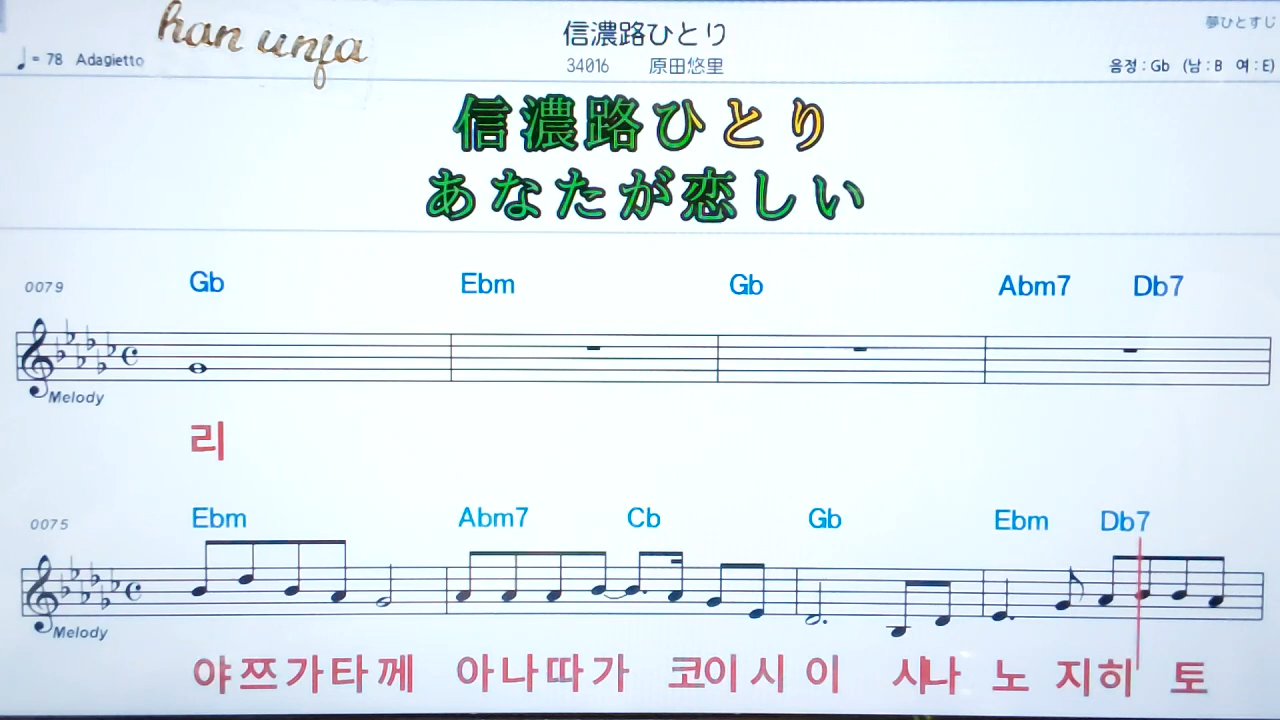 han unja
信濃路ひとり
夢ひとすじ
♩= 78 Adagietto
34016 原田悠里
음정 : Gb (남 : B 여 : E)
信濃路ひとり
あなたが恋しい
0079
Gb Ebm Gb Abm7 Db7
Melody
리
0075
Ebm Abm7 Cb Gb Ebm Db7
Melody
야쯔가타께 아나따가 코이시이 시나노 지히 토